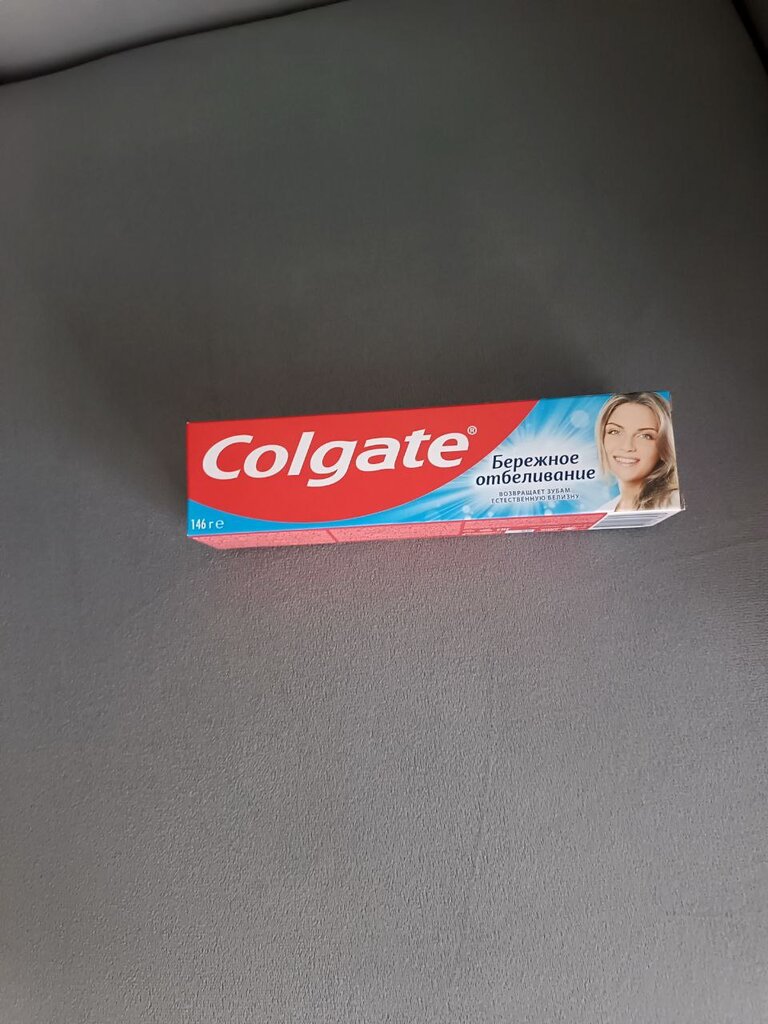 Colgate®
Бережное
отбеливание
ВОЗВРАЩАЕТ ЗУБАМ
ЕСТЕСТВЕННУЮ БЕЛИЗНУ
146 г e